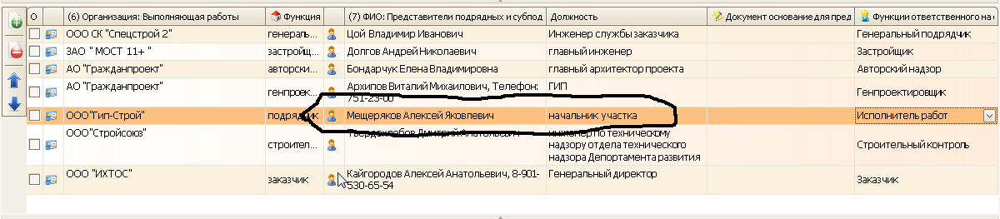 О (6) Организация: Выполняющая работы Функция (7) ФИО: Представители подрядных и субпод Должность Документ основание для пред Функции ответственного на
ООО СК "Спецстрой 2" генераль... Цой Владимир Иванович Инженер службы заказчика Генеральный подрядчик
ЗАО " МОСТ 11+ " застройщ... Долгов Андрей Николаевич главный инженер Застройщик
АО "Гражданпроект" авторски... Бондарчук Елена Владимировна главный архитектор проекта Авторский надзор
АО "Гражданпроект" генпроек... Архипов Виталий Михаилович, Телефон: ГИП Генпроектировщик
751-23-00
ООО"Гип-Строй" подрядчик Мещеряков Алексей Яковлевич начальник участка Исполнитель работ
ООО"Стройсоюз" строител... Твердохлебов Дмитрий Анатольевич инженер по техническому Строительный контроль
надзору отдела технического
надзора Депортамента развития
ООО "ИХТОС" заказчик Кайгородов Алексей Анатольевич, 8-901- Генеральный директор Заказчик
530-65-54